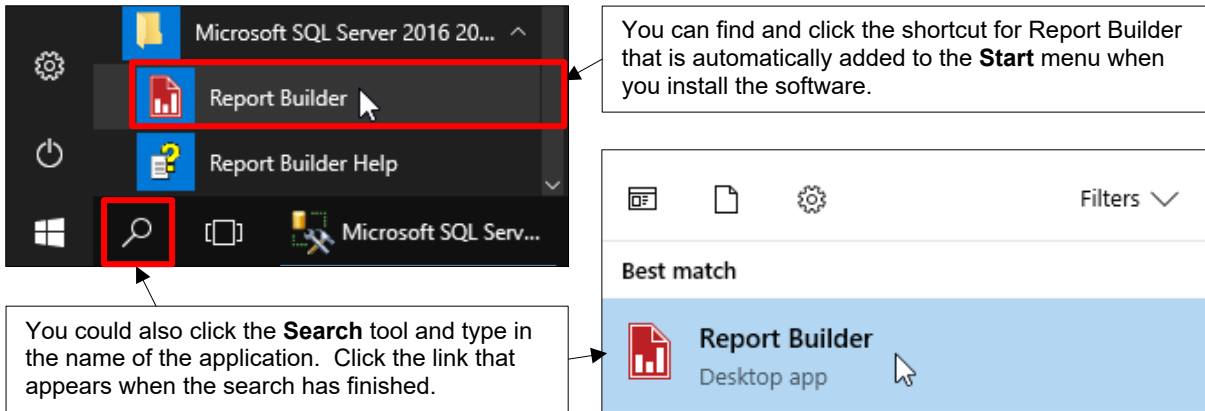 Microsoft SQL Server 2016 20...
Report Builder
Report Builder Help
Microsoft SQL Serv...
You can find and click the shortcut for Report Builder
that is automatically added to the Start menu when
you install the software.
You could also click the Search tool and type in
the name of the application.  Click the link that
appears when the search has finished.
Filters
Best match
Report Builder
Desktop app